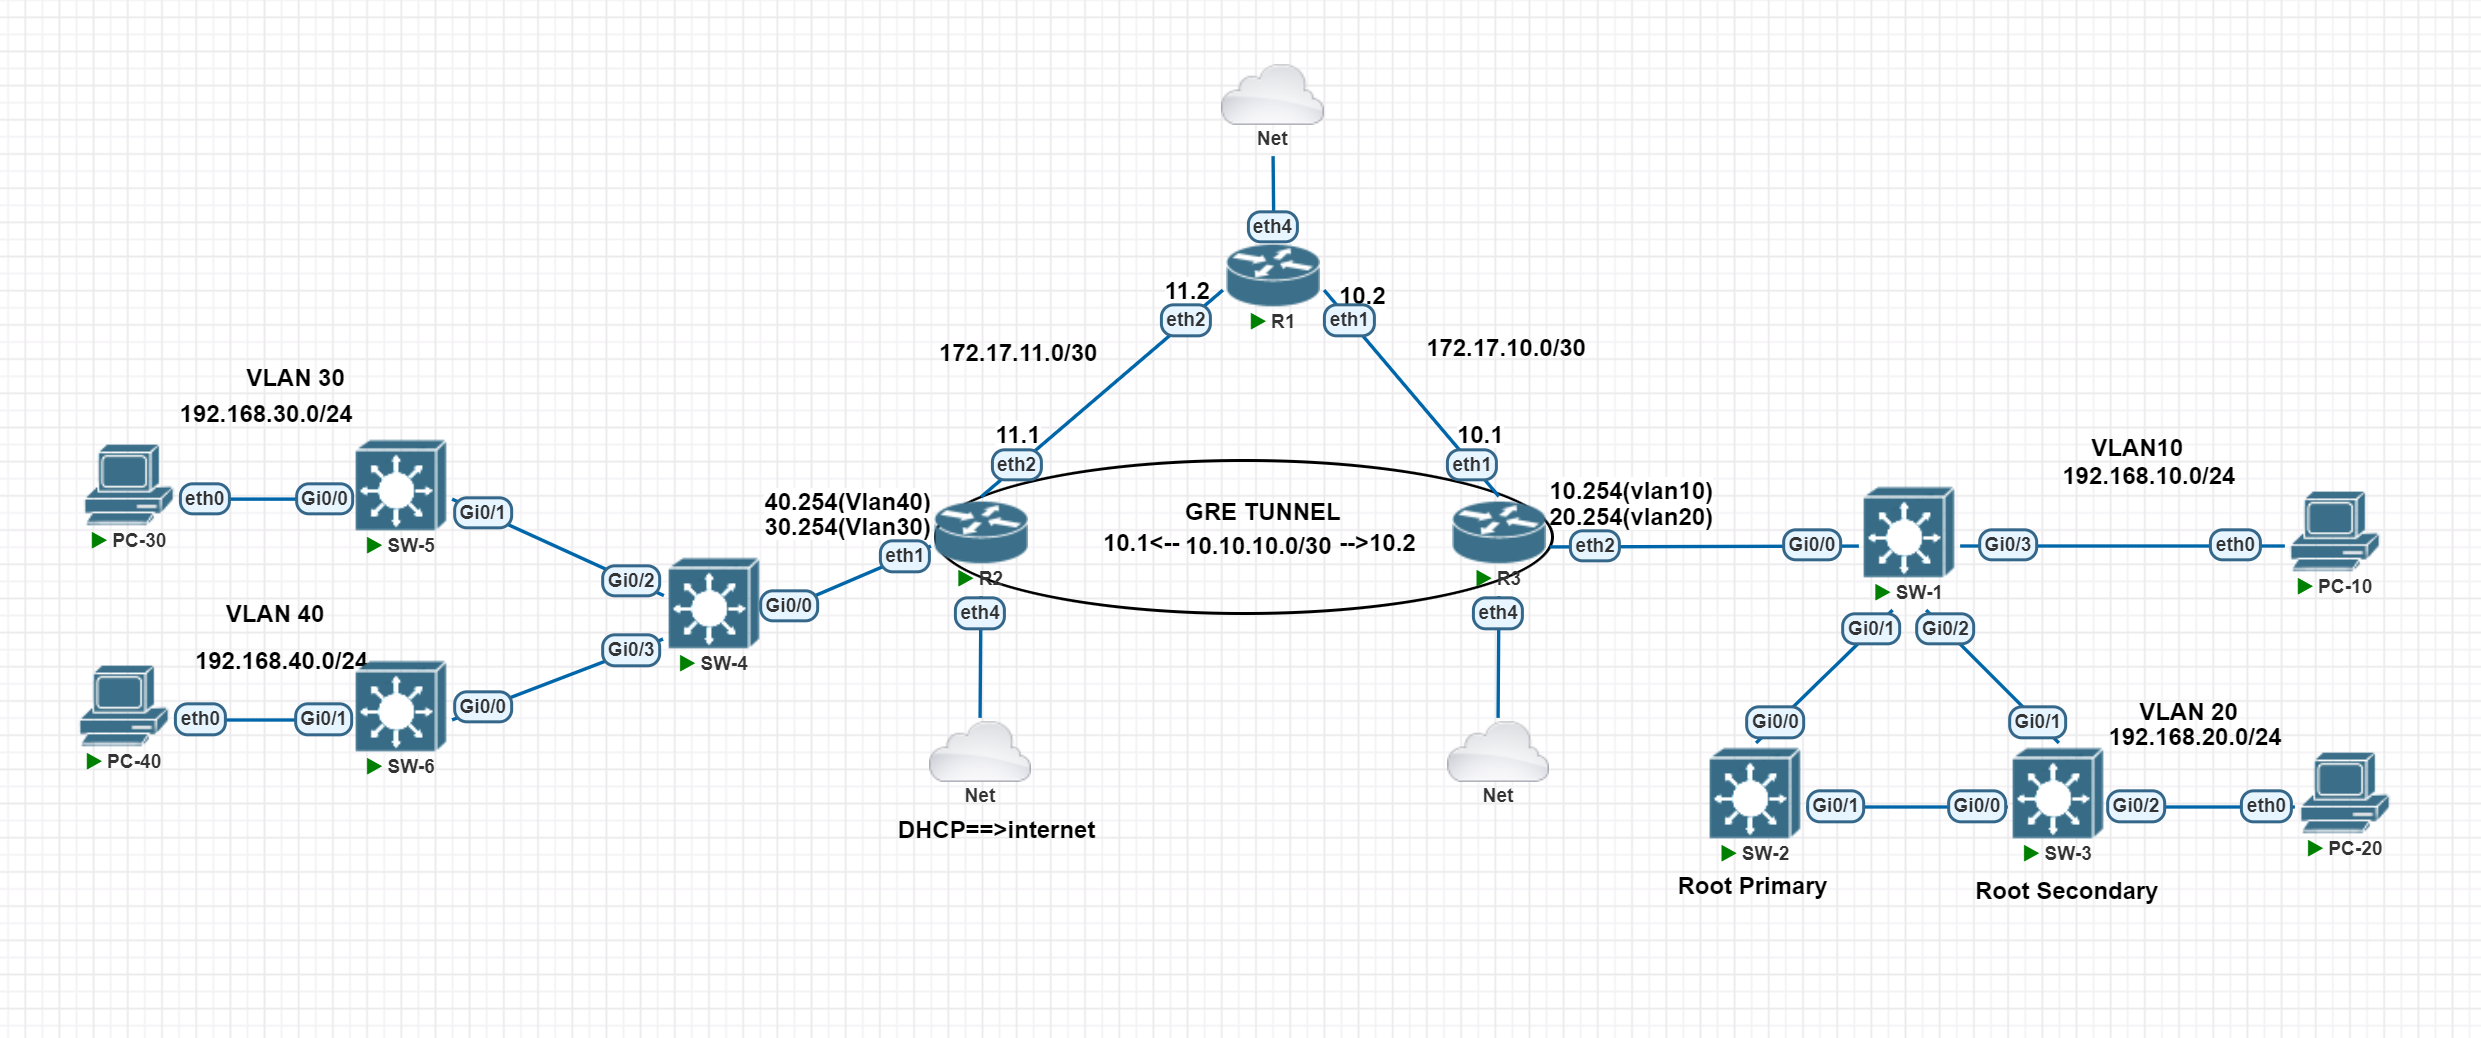 Net
eth4
R1
11.2
eth2
10.2
eth1
172.17.11.0/30
172.17.10.0/30
VLAN 30
192.168.30.0/24
eth0
Gi0/0
PC-30
SW-5
Gi0/1
VLAN 40
192.168.40.0/24
eth0
Gi0/1
PC-40
SW-6
Gi0/0
Gi0/2
Gi0/3
SW-4
Gi0/0
40.254(Vlan40)
30.254(Vlan30)
eth1
11.1
eth2
R2
eth4
Net
DHCP==>internet
GRE TUNNEL
10.1<-- 10.10.10.0/30 -->10.2
10.1
eth1
R3
eth4
Net
10.254(vlan10)
20.254(vlan20)
eth2
Gi0/0
SW-1
Gi0/3
VLAN10
192.168.10.0/24
eth0
PC-10
Gi0/1
Gi0/2
Gi0/0
Gi0/1
SW-2
Root Primary
Gi0/1
Gi0/0
SW-3
Root Secondary
VLAN 20
192.168.20.0/24
Gi0/2
eth0
PC-20